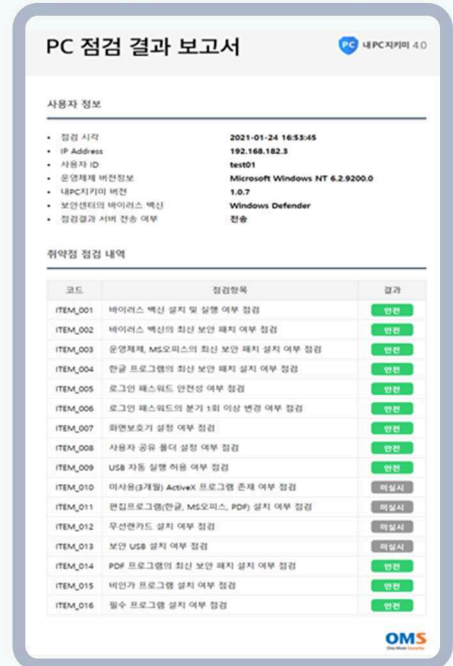 PC 점검 결과 보고서
PC 내PC지키미 4.0
사용자 정보
• 점검 시각 2021-01-24 16:53:45
• IP Address 192.168.182.3
• 사용자 ID test01
• 운영체제 버전정보 Microsoft Windows NT 6.2.9200.0
• 내PC지키미 버전 1.0.7
• 보안센터의 바이러스 백신 Windows Defender
• 점검결과 서버 전송 여부 전송
취약점 점검 내역
코드 점검항목 결과
ITEM_001 바이러스 백신 설치 및 실행 여부 점검 안전
ITEM_002 바이러스 백신의 최신 보안 패치 여부 점검 안전
ITEM_003 운영체제, MS오피스의 최신 보안 패치 설치 여부 점검 안전
ITEM_004 한글 프로그램의 최신 보안 패치 설치 여부 점검 안전
ITEM_005 로그인 패스워드 안전성 여부 점검 안전
ITEM_006 로그인 패스워드의 분기 1회 이상 변경 여부 점검 안전
ITEM_007 화면보호기 설정 여부 점검 안전
ITEM_008 사용자 공유 폴더 설정 여부 점검 안전
ITEM_009 USB 자동 실행 허용 여부 점검 안전
ITEM_010 미사용(3개월) ActiveX 프로그램 존재 여부 점검 미실시
ITEM_011 편집프로그램(한글, MS오피스, PDF) 설치 여부 점검 미실시
ITEM_012 무선랜카드 설치 여부 점검 미실시
ITEM_013 보안 USB 설치 여부 점검 미실시
ITEM_014 PDF 프로그램의 최신 보안 패치 설치 여부 점검 안전
ITEM_015 비인가 프로그램 설치 여부 점검 안전
ITEM_016 필수 프로그램 설치 여부 점검 안전
OMS
One More Security